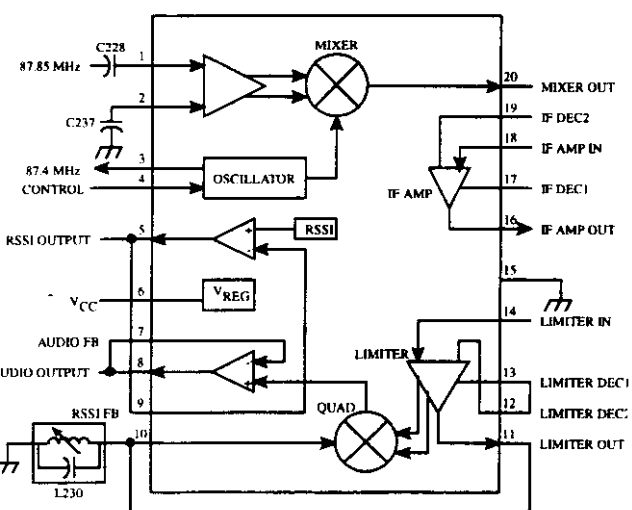 C228
87.85 MHz
1
MIXER
20
MIXER OUT
2
C237
19
IF DEC2
18
IF AMP IN
3
87.4 MHz
4
CONTROL
OSCILLATOR
IF AMP
17
IF DEC1
16
IF AMP OUT
5
RSSI OUTPUT
+
-
RSSI
15
6
VCC
VREG
14
LIMITER IN
7
AUDIO FB
8
UDIO OUTPUT
-
+
LIMITER
13
LIMITER DEC1
12
LIMITER DEC2
9
RSSI FB
QUAD
10
11
LIMITER OUT
L230